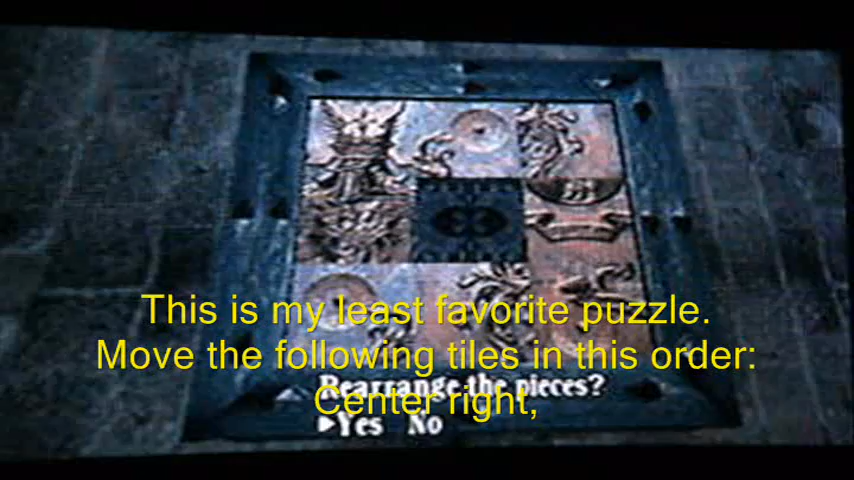 This is my least favorite puzzle.
Move the following tiles in this order:
Rearrange the pieces?
Center right,
▶Yes No